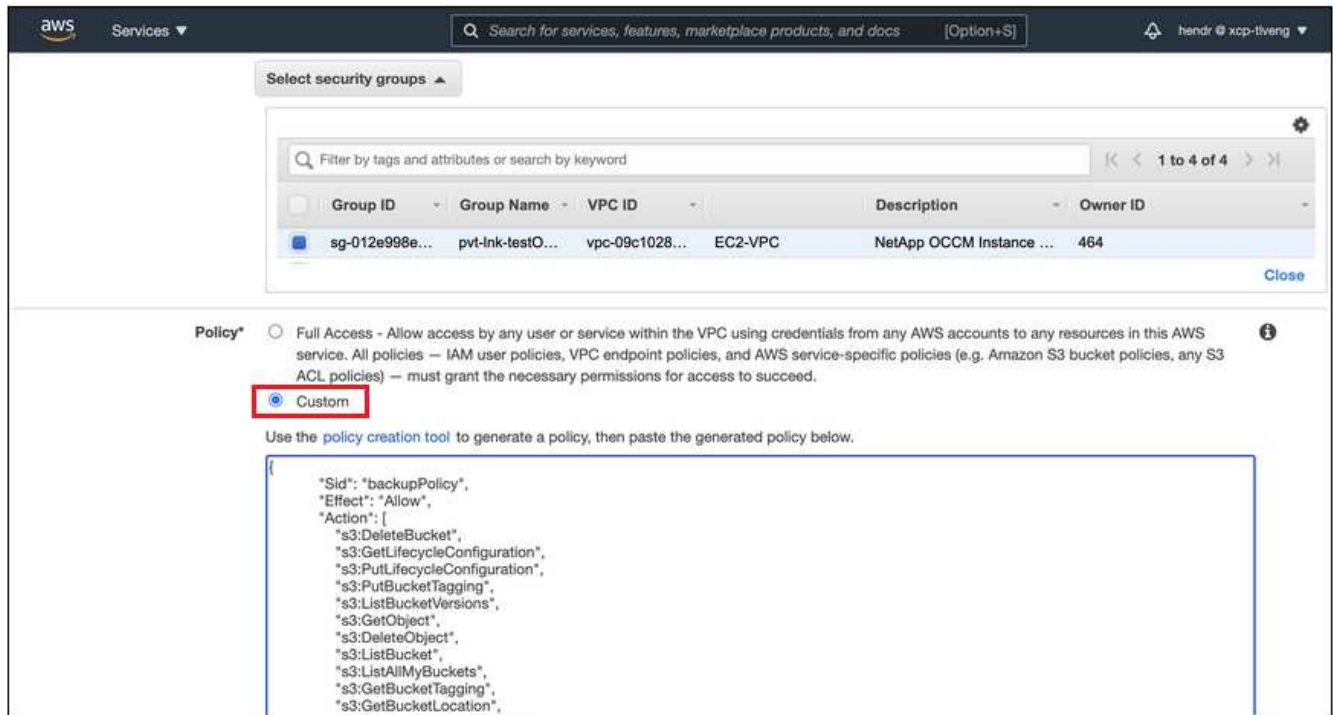 aws Services ▼ Search for services, features, marketplace products, and docs [Option+S] hendr @ xcp-tlveng ▼
Select security groups ▲
Filter by tags and attributes or search by keyword |< < 1 to 4 of 4 > >|
Group ID Group Name VPC ID Description Owner ID
sg-012e998e... pvt-lnk-testO... vpc-09c1028... EC2-VPC NetApp OCCM Instance ... 464
Close
Policy* Full Access - Allow access by any user or service within the VPC using credentials from any AWS accounts to any resources in this AWS
service. All policies — IAM user policies, VPC endpoint policies, and AWS service-specific policies (e.g. Amazon S3 bucket policies, any S3
ACL policies) — must grant the necessary permissions for access to succeed.
Custom
Use the policy creation tool to generate a policy, then paste the generated policy below.
{
"Sid": "backupPolicy",
"Effect": "Allow",
"Action": [
"s3:DeleteBucket",
"s3:GetLifecycleConfiguration",
"s3:PutLifecycleConfiguration",
"s3:PutBucketTagging",
"s3:ListBucketVersions",
"s3:GetObject",
"s3:DeleteObject",
"s3:ListBucket",
"s3:ListAllMyBuckets",
"s3:GetBucketTagging",
"s3:GetBucketLocation",